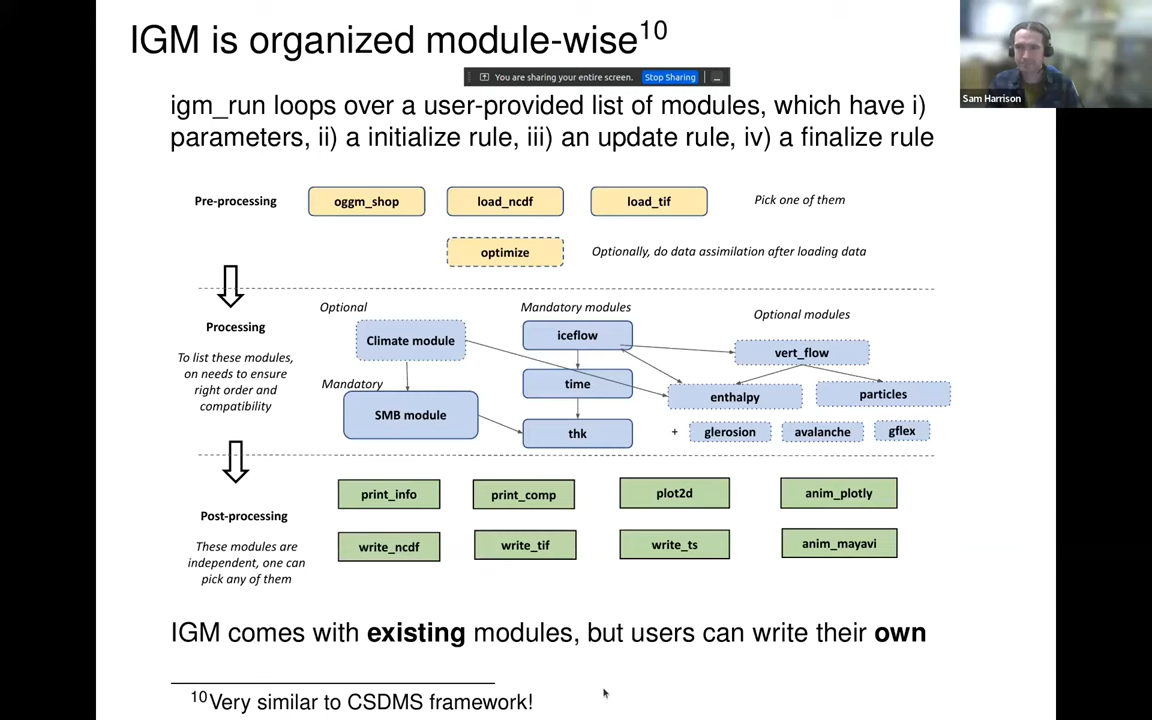 IGM is organized module-wise10
You are sharing your entire screen. Stop Sharing
Sam Harrison
igm_run loops over a user-provided list of modules, which have i)
parameters, ii) a initialize rule, iii) an update rule, iv) a finalize rule
Pre-processing
oggm_shop load_ncdf load_tif Pick one of them
optimize Optionally, do data assimilation after loading data
Optional Mandatory modules Optional modules
Processing
To list these modules,
on needs to ensure
right order and
compatibility
Climate module iceflow vert_flow
Mandatory time enthalpy particles
SMB module thk + glerosion avalanche gflex
Post-processing
These modules are
independent, one can
pick any of them
print_info print_comp plot2d anim_plotly
write_ncdf write_tif write_ts anim_mayavi
IGM comes with existing modules, but users can write their own
10Very similar to CSDMS framework!